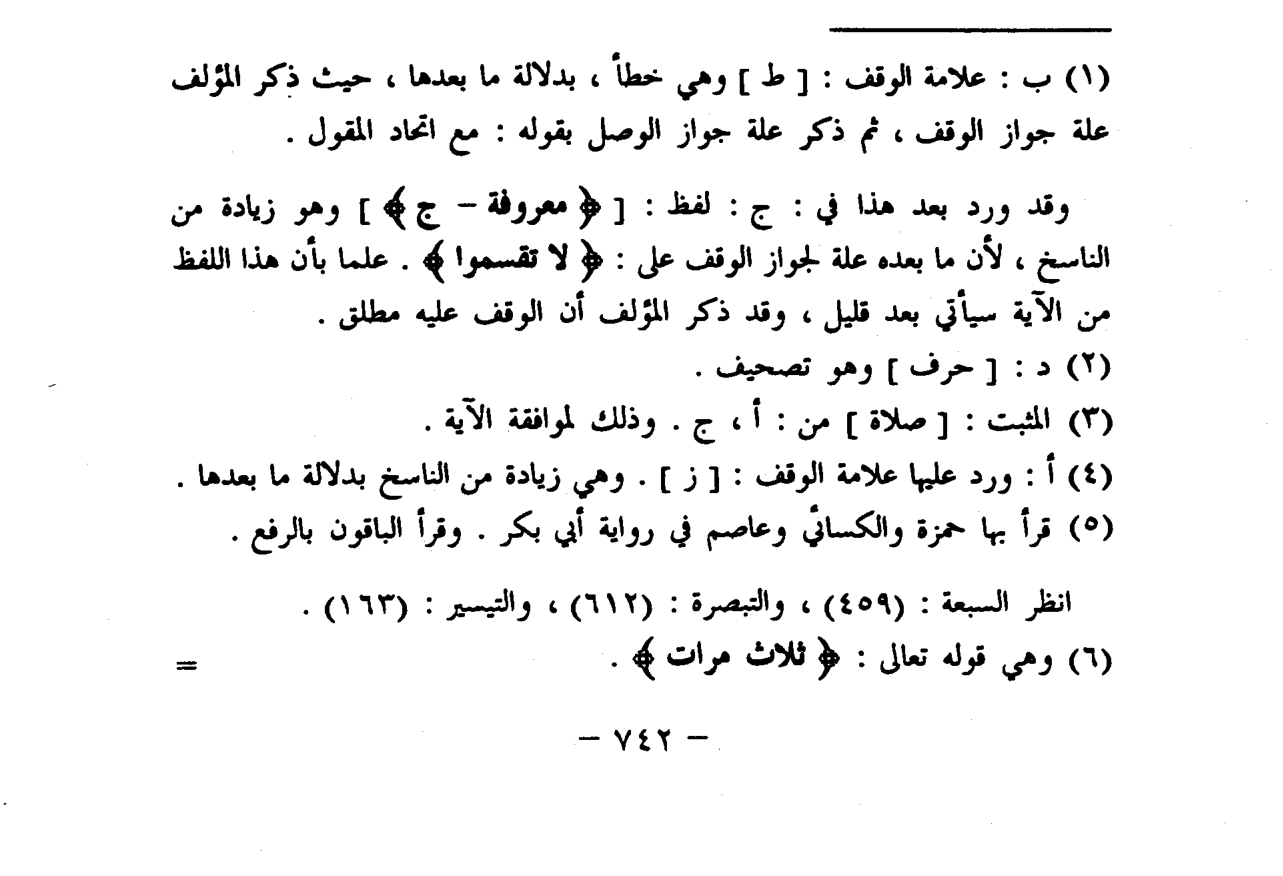 (١) ب : علامة الوقف : [ ط ] وهي خطأ ، بدلالة ما بعدها ، حيث ذكر المؤلف
علة جواز الوقف ، ثم ذكر علة جواز الوصل بقوله : مع اتحاد المقول .
وقد ورد بعد هذا في : ج : لفظ : [ ﴿ معروفة – ج ﴾ ] وهو زيادة من
الناسخ ، لأن ما بعده علة لجواز الوقف على : ﴿ لا تقسموا ﴾ . علما بأن هذا اللفظ
من الآية سيأتي بعد قليل ، وقد ذكر المؤلف أن الوقف عليه مطلق .
(٢) د : [ حرف ] وهو تصحيف .
(٣) المثبت : [ صلاة ] من : أ ، ج . وذلك لموافقة الآية .
(٤) أ : ورد عليها علامة الوقف : [ ز ] . وهي زيادة من الناسخ بدلالة ما بعدها .
(٥) قرأ بها حمزة والكسائي وعاصم في رواية أبي بكر . وقرأ الباقون بالرفع .
انظر السبعة : (٤٥٩) ، والتبصرة : (٦١٢) ، والتيسير : (١٦٣) .
(٦) وهي قوله تعالى : ﴿ ثلاث مرات ﴾ . =
– ٧٤٢ –